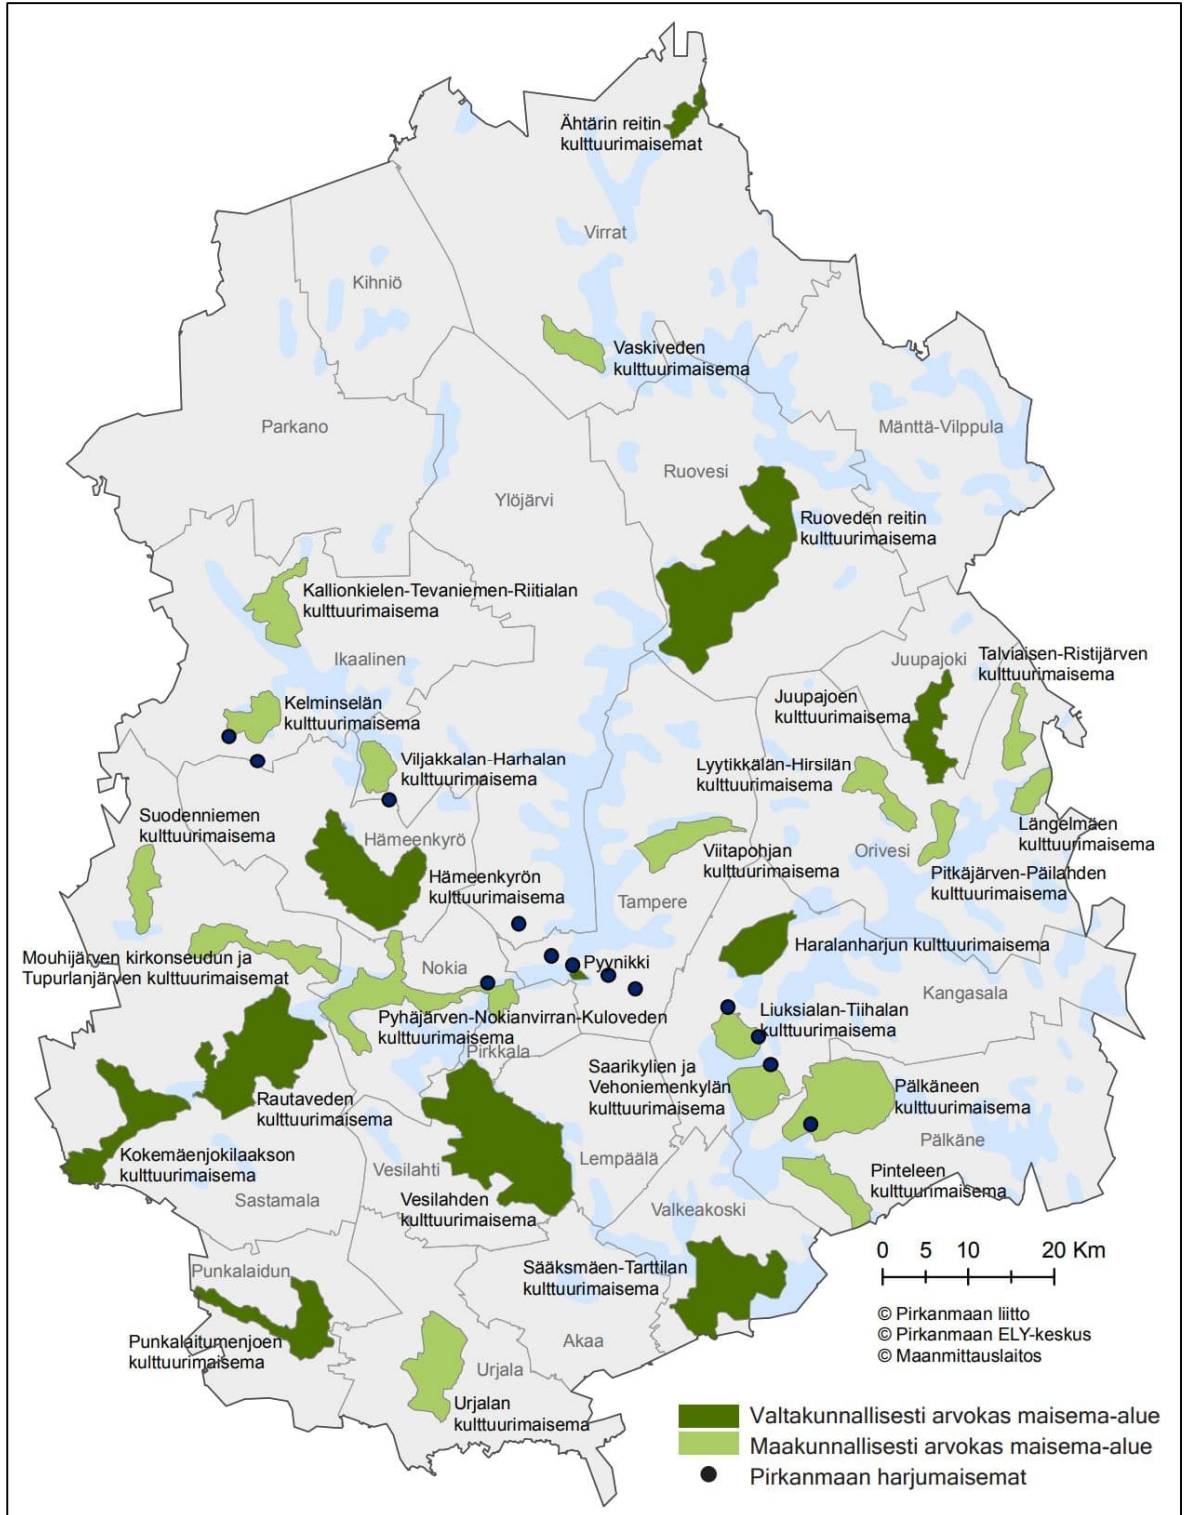 Ähtärin reitin
kulttuurimaisemat
Virrat
Kihniö
Vaskiveden
kulttuurimaisema
Parkano
Mänttä-Vilppula
Ruovesi
Ylöjärvi
Ruoveden reitin
kulttuurimaisema
Kallionkielen-Tevaniemen-Riitialan
kulttuurimaisema
Ikaalinen
Juupajoki
Talviaisen-Ristijärven
kulttuurimaisema
Juupajoen
kulttuurimaisema
Kelminselän
kulttuurimaisema
Viljakkalan-Harhalan
kulttuurimaisema
Lyytikkälän-Hirsilän
kulttuurimaisema
Suodenniemen
kulttuurimaisema
Hämeenkyrö
Längelmäen
kulttuurimaisema
Viitapohjan
kulttuurimaisema
Orivesi
Pitkäjärven-Päilahden
kulttuurimaisema
Hämeenkyrön
kulttuurimaisema
Tampere
Haralanharjun kulttuurimaisema
Mouhijärven kirkonseudun ja
Tupurlanjärven kulttuurimaisemat
Nokia
Pyynikki
Kangasala
Pyhäjärven-Nokianvirran-Kuloveden
kulttuurimaisema
Liuksialan-Tiihalan
kulttuurimaisema
Pirkkala
Saarikylien ja
Vehoniemenkylän
kulttuurimaisema
Rautaveden
kulttuurimaisema
Pälkäneen
kulttuurimaisema
Pälkäne
Kokemäenjokilaakson
kulttuurimaisema
Vesilahti
Lempäälä
Pinteleen
kulttuurimaisema
Sastamala
Vesilahden
kulttuurimaisema
Valkeakoski
Punkalaidun
Sääksmäen-Tarttilan
kulttuurimaisema
0 5 10 20 Km
© Pirkanmaan liitto
© Pirkanmaan ELY-keskus
© Maanmittauslaitos
Punkalaitumenjoen
kulttuurimaisema
Akaa
Urjala
Urjalan
kulttuurimaisema
Valtakunnallisesti arvokas maisema-alue
Maakunnallisesti arvokas maisema-alue
Pirkanmaan harjumaisemat